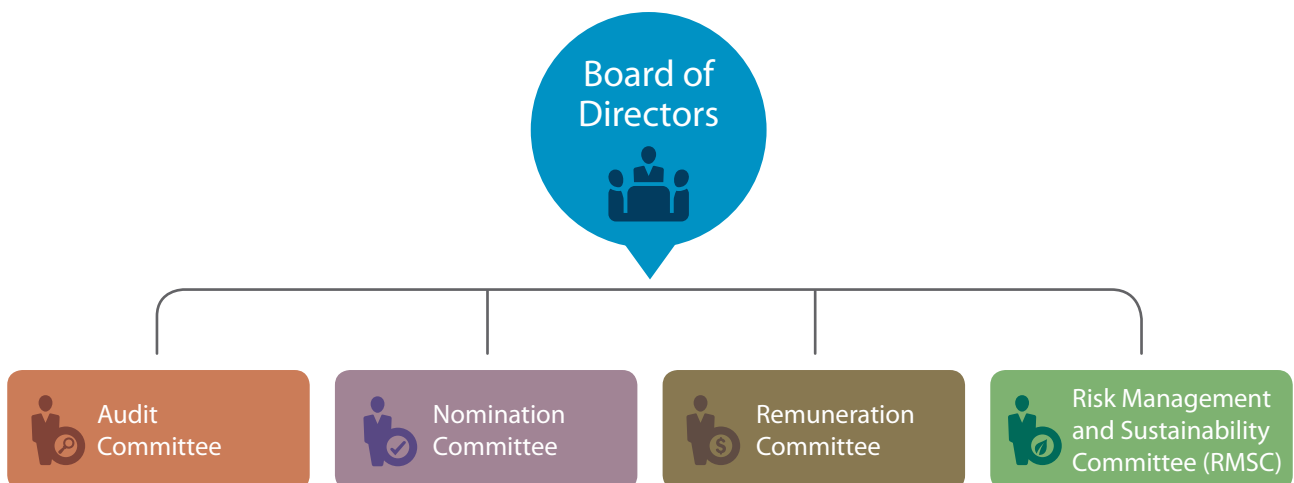 Board of
Directors
Audit
Committee
Nomination
Committee
Remuneration
Committee
$
Risk Management
and Sustainability
Committee (RMSC)